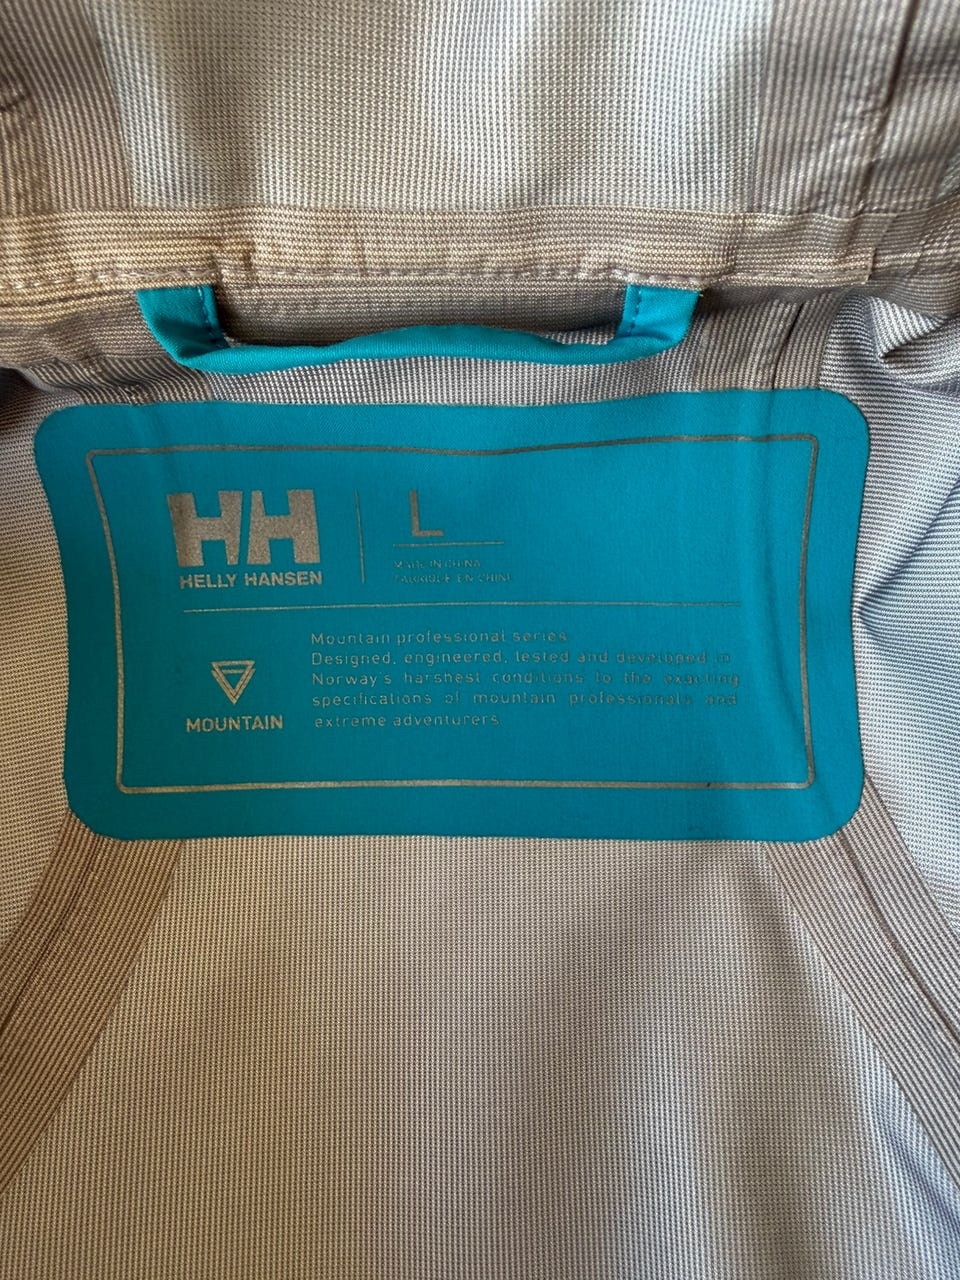 HH
HELLY HANSEN
L
MADE IN CHINA
FABRIQUÉ EN CHINE
MOUNTAIN
Mountain professional series
Designed, engineered, tested and developed in
Norway's harshest conditions to the exacting
specifications of mountain professionals and
extreme adventurers.